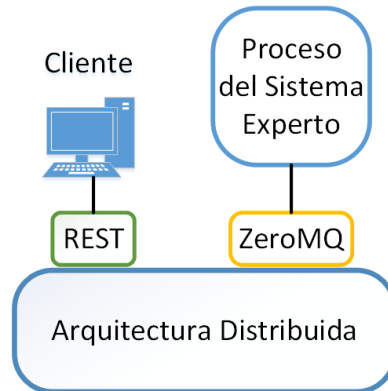 Cliente
Proceso
del Sistema
Experto
REST
ZeroMQ
Arquitectura Distribuida